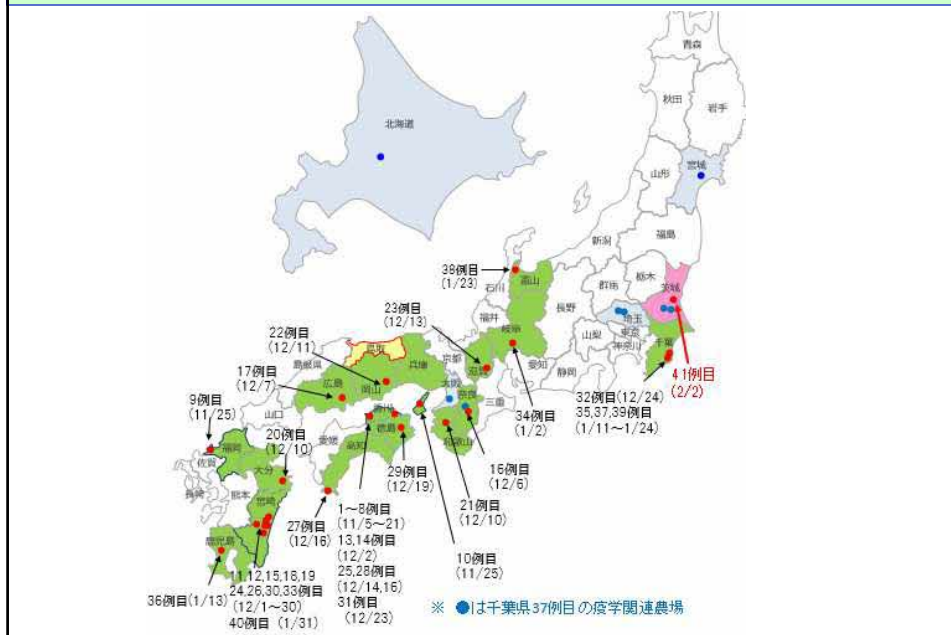 青森
秋田
岩手
北海道
宮城
山形
福島
新潟
38例目
(1/23)
富山
石川
栃木
群馬
茨城
長野
埼玉
23例目
(12/13)
福井
岐阜
山梨
東京
神奈川
千葉
22例目
(12/11)
鳥取
兵庫
京都
滋賀
愛知
静岡
41例目
(2/2)
島根県
17例目
(12/7)
広島
岡山
大阪
奈良
三重
34例目
(1/2)
32例目(12/24)
35,37,39例目
(1/11~1/24)
9例目
(11/25)
山口
香川
徳島
愛媛
高知
和歌山
20例目
(12/10)
福岡
佐賀
大分
長崎
熊本
宮崎
鹿児島
29例目
(12/19)
16例目
(12/6)
21例目
(12/10)
27例目
(12/16)
1~8例目
(11/5~21)
13,14例目
(12/2)
25,28例目
(12/14,16)
31例目
(12/23)
10例目
(11/25)
36例目(1/13)
11,12,15,18,19
24,26,30,33例目
(12/1~30)
40例目 (1/31)
※ ●は千葉県37例目の疫学関連農場